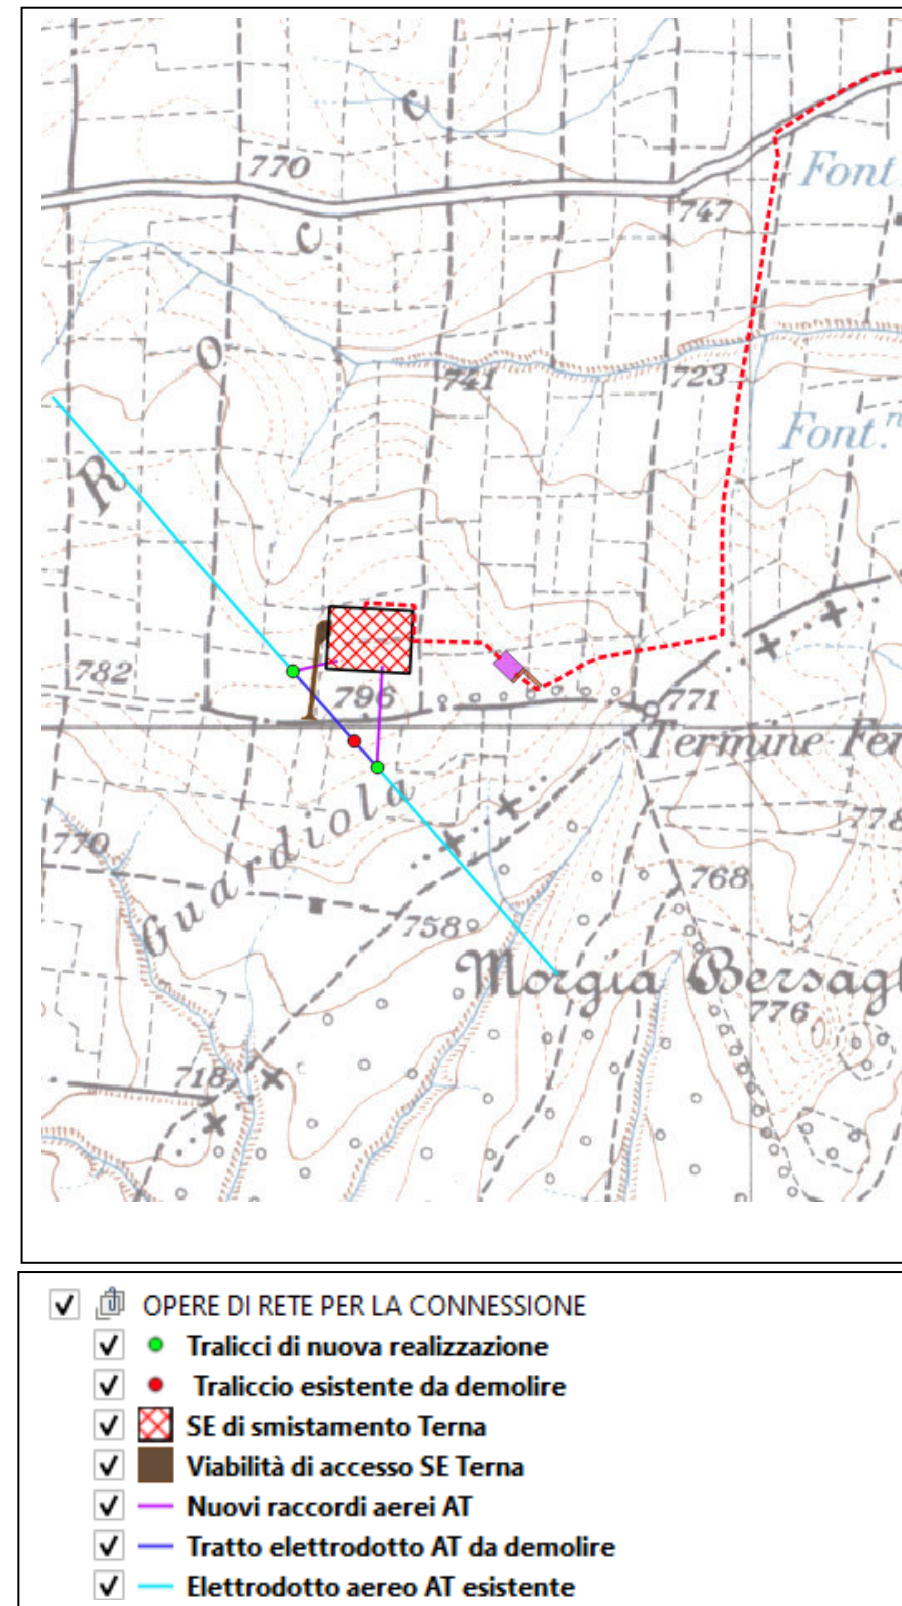 C
770
Font
747
C
O
741
723
Font.n
R
782
796
771
Termine Fer
778
Guardiola
770
768
758
Morgia Bersagl
776
718
OPERE DI RETE PER LA CONNESSIONE
Tralicci di nuova realizzazione
Traliccio esistente da demolire
SE di smistamento Terna
Viabilità di accesso SE Terna
Nuovi raccordi aerei AT
Tratto elettrodotto AT da demolire
Elettrodotto aereo AT esistente